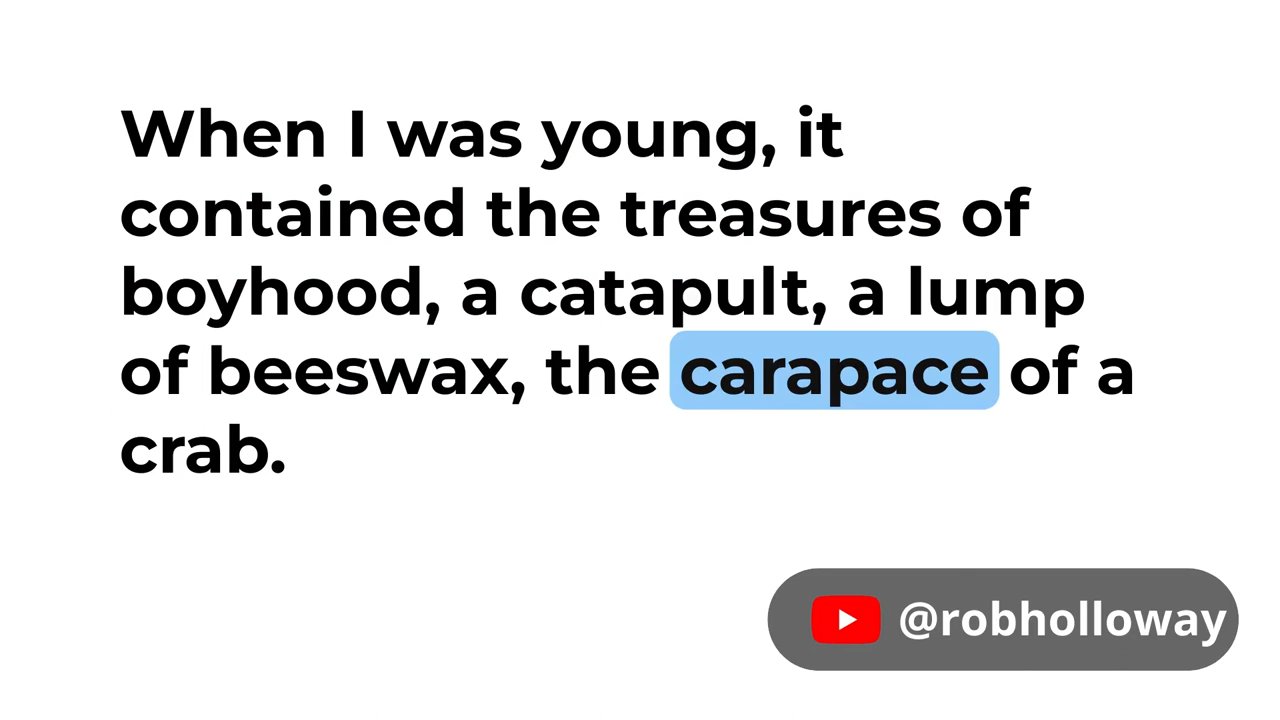 When I was young, it
contained the treasures of
boyhood, a catapult, a lump
of beeswax, the carapace of a
crab.
@robholloway